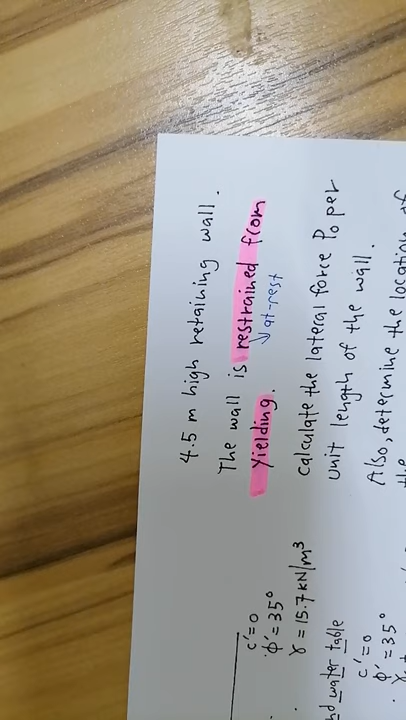 4.5 m high retaining wall.
The wall is restrained from
↓at-rest
Yielding.
Calculate the lateral force P₀ per
unit length of the wall.
Also, determine the location of
the
c'=0
ϕ'=35°
γ=15.7 kN/m³
water table
c'=0
ϕ'=35°